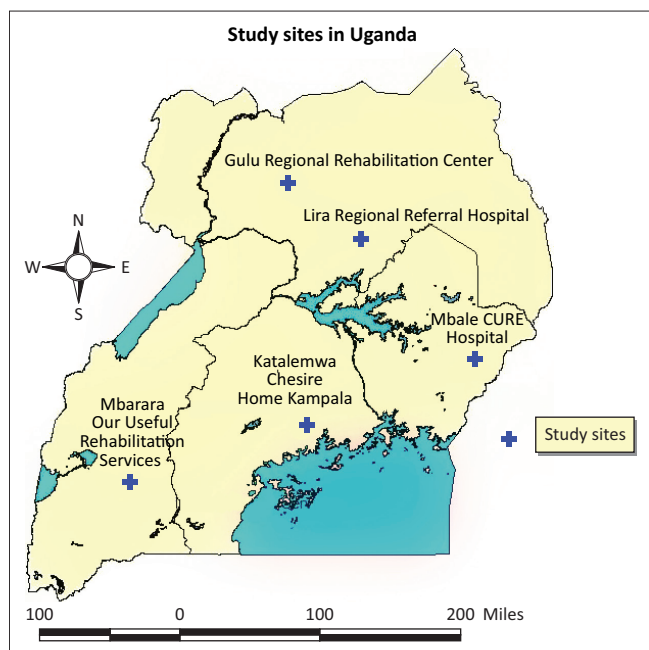 Study sites in Uganda
Gulu Regional Rehabilitation Center
Lira Regional Referral Hospital
N
W
E
S
Mbale CURE
Hospital
Katalemwa
Chesire
Home Kampala
Mbarara
Our Useful
Rehabilitation
Services
Study sites
100 0 100 200 Miles